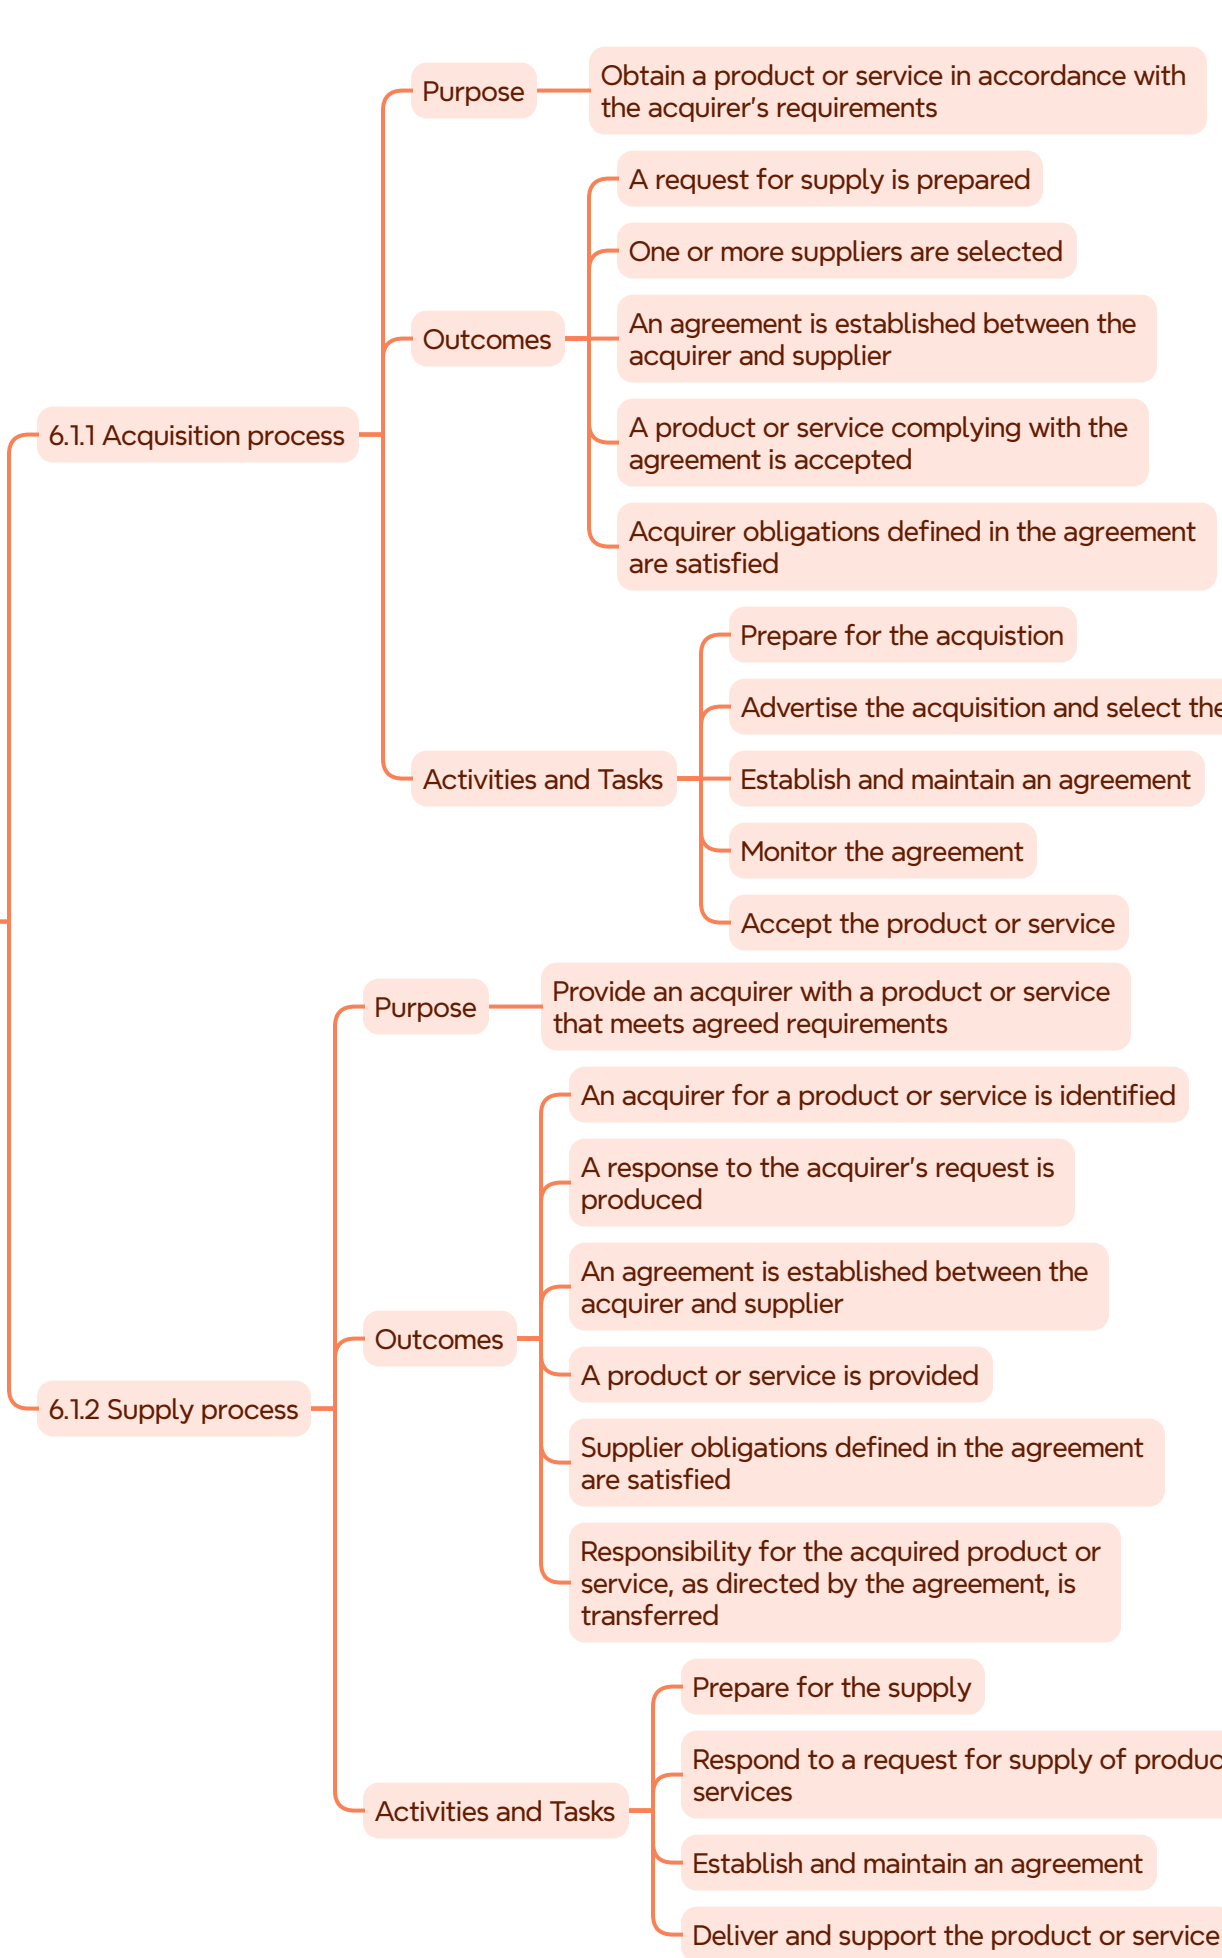 Purpose
Obtain a product or service in accordance with
the acquirer's requirements
A request for supply is prepared
One or more suppliers are selected
Outcomes
An agreement is established between the
acquirer and supplier
A product or service complying with the
agreement is accepted
Acquirer obligations defined in the agreement
are satisfied
6.1.1 Acquisition process
Prepare for the acquistion
Advertise the acquisition and select the
Activities and Tasks
Establish and maintain an agreement
Monitor the agreement
Accept the product or service
Purpose
Provide an acquirer with a product or service
that meets agreed requirements
An acquirer for a product or service is identified
A response to the acquirer's request is
produced
An agreement is established between the
acquirer and supplier
Outcomes
A product or service is provided
Supplier obligations defined in the agreement
are satisfied
Responsibility for the acquired product or
service, as directed by the agreement, is
transferred
6.1.2 Supply process
Prepare for the supply
Respond to a request for supply of
services
Activities and Tasks
Establish and maintain an agreement
Deliver and support the product or service